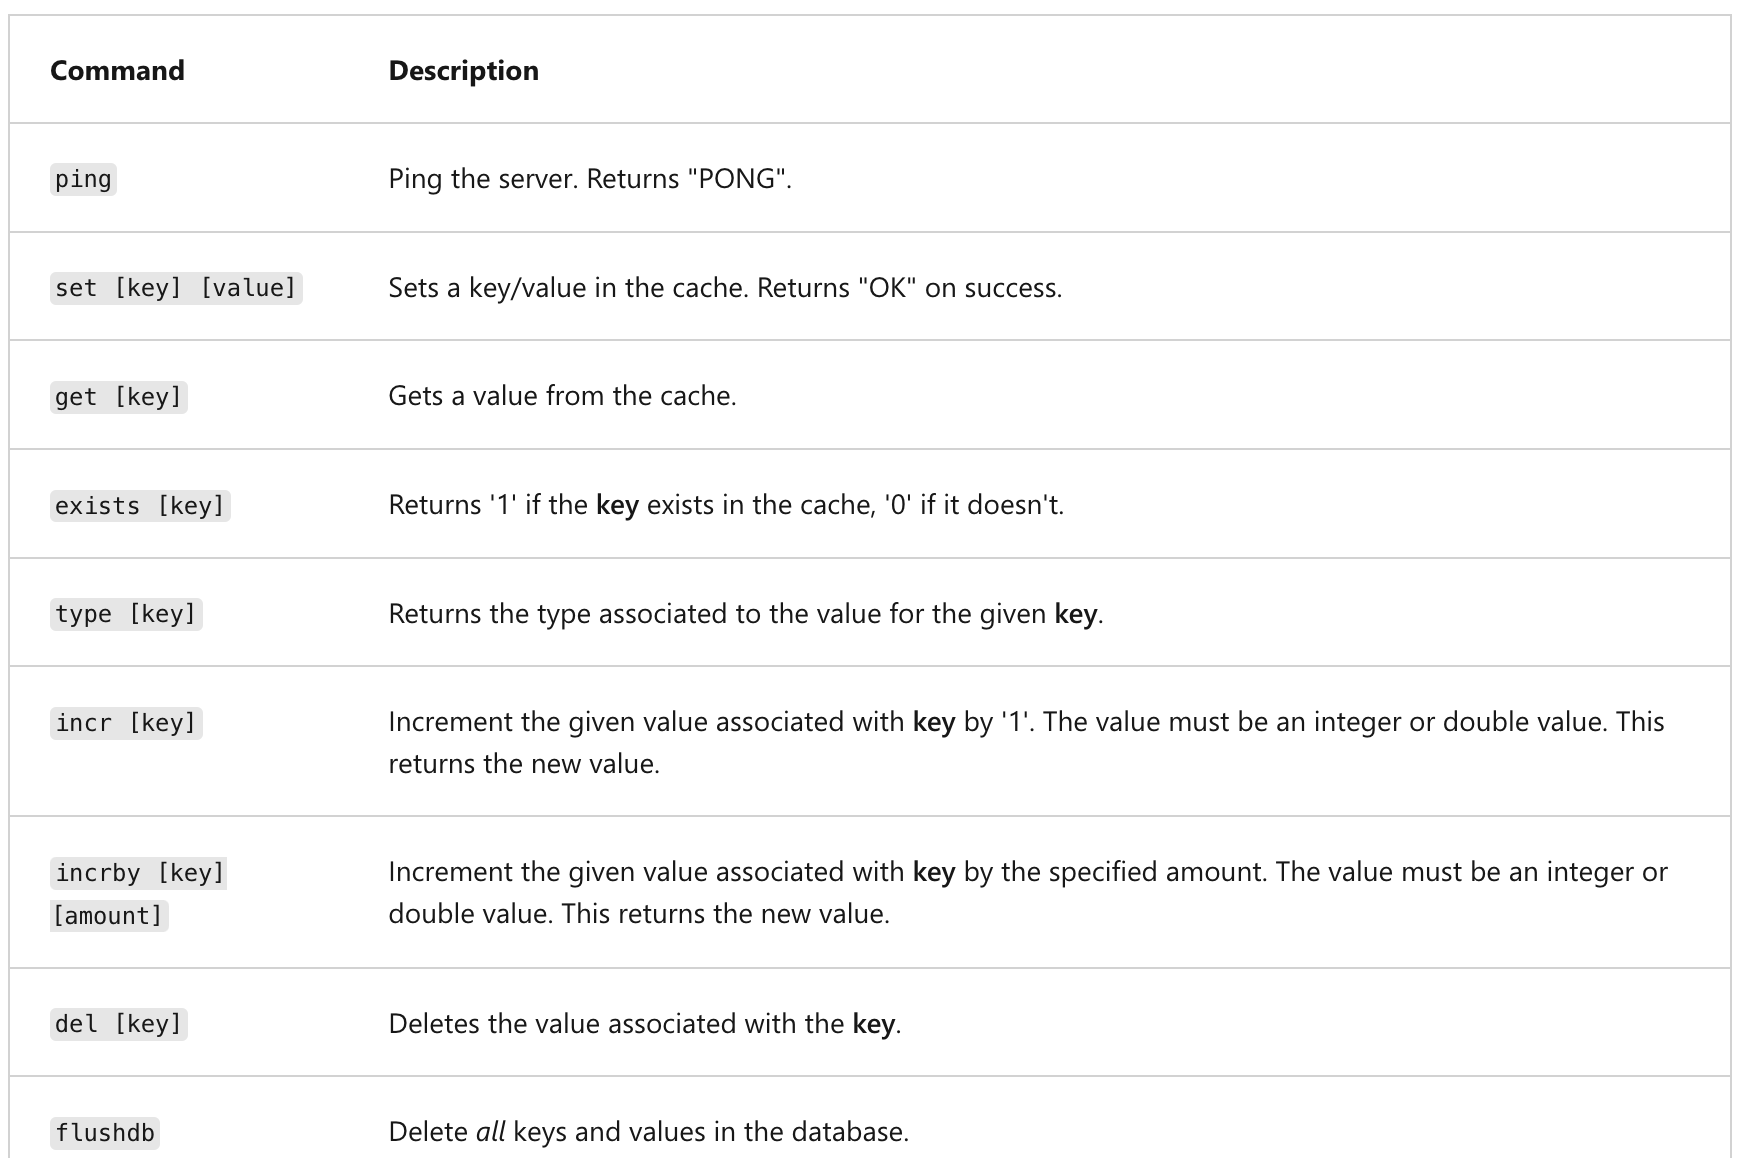 Command Description
ping Ping the server. Returns "PONG".
set [key] [value] Sets a key/value in the cache. Returns "OK" on success.
get [key] Gets a value from the cache.
exists [key] Returns '1' if the key exists in the cache, '0' if it doesn't.
type [key] Returns the type associated to the value for the given key.
incr [key] Increment the given value associated with key by '1'. The value must be an integer or double value. This
returns the new value.
incrby [key] Increment the given value associated with key by the specified amount. The value must be an integer or
[amount] double value. This returns the new value.
del [key] Deletes the value associated with the key.
flushdb Delete all keys and values in the database.